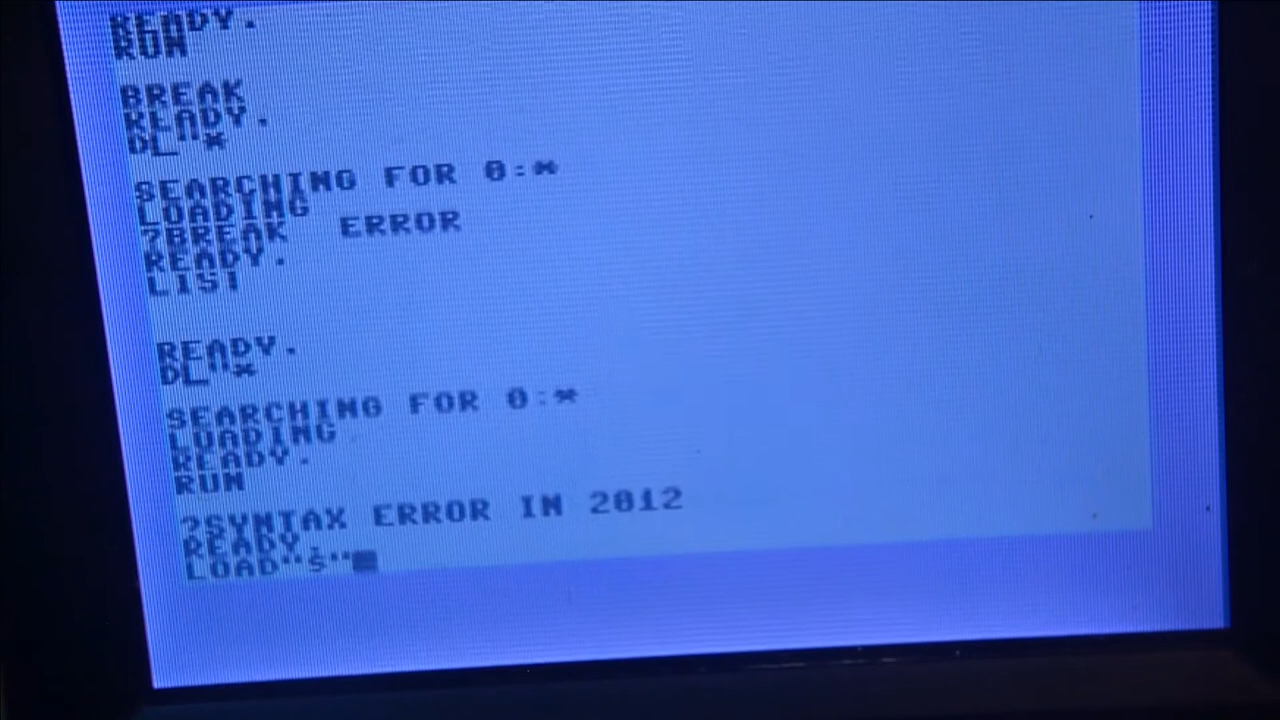 READY.
RUN
BREAK
READY.
DL"*
SEARCHING FOR 0:*
LOADING
?BREAK  ERROR
READY.
LIST
READY.
DL"*
SEARCHING FOR 0:*
LOADING
READY.
RUN
?SYNTAX ERROR IN 2012
READY.
LOAD"$"